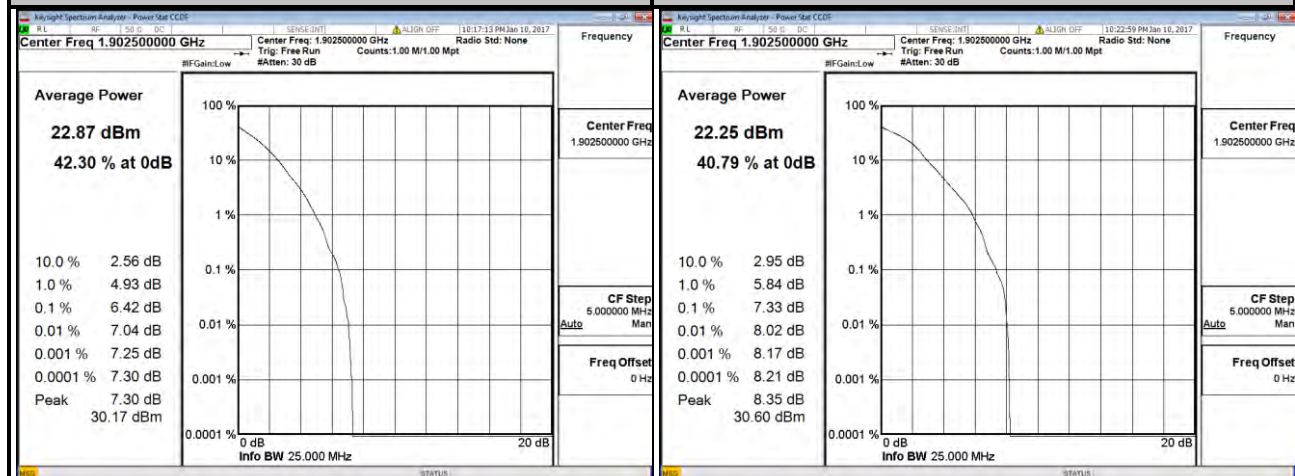 Keysight Spectrum Analyzer - Power Stat CCDF
RL RF 50 Ω DC SENSE:INT ALIGN OFF 10:17:13 PM Jan 10, 2017
Center Freq 1.902500000 GHz
Center Freq: 1.902500000 GHz Radio Std: None
Trig: Free Run Counts:1.00 M/1.00 Mpt
#IFGain:Low #Atten: 30 dB
Frequency
Average Power
22.87 dBm
42.30 % at 0dB
10.0 % 2.56 dB
1.0 % 4.93 dB
0.1 % 6.42 dB
0.01 % 7.04 dB
0.001 % 7.25 dB
0.0001 % 7.30 dB
Peak 7.30 dB
30.17 dBm
100 %
10 %
1 %
0.1 %
0.01 %
0.001 %
0.0001 %
0 dB 20 dB
Info BW 25.000 MHz
Center Freq
1.902500000 GHz
CF Step
5.000000 MHz
Auto Man
Freq Offset
0 Hz
MSG STATUS
Keysight Spectrum Analyzer - Power Stat CCDF
RL RF 50 Ω DC SENSE:INT ALIGN OFF 10:22:59 PM Jan 10, 2017
Center Freq 1.902500000 GHz
Center Freq: 1.902500000 GHz Radio Std: None
Trig: Free Run Counts:1.00 M/1.00 Mpt
#IFGain:Low #Atten: 30 dB
Frequency
Average Power
22.25 dBm
40.79 % at 0dB
10.0 % 2.95 dB
1.0 % 5.84 dB
0.1 % 7.33 dB
0.01 % 8.02 dB
0.001 % 8.17 dB
0.0001 % 8.21 dB
Peak 8.35 dB
30.60 dBm
100 %
10 %
1 %
0.1 %
0.01 %
0.001 %
0.0001 %
0 dB 20 dB
Info BW 25.000 MHz
Center Freq
1.902500000 GHz
CF Step
5.000000 MHz
Auto Man
Freq Offset
0 Hz
MSG STATUS